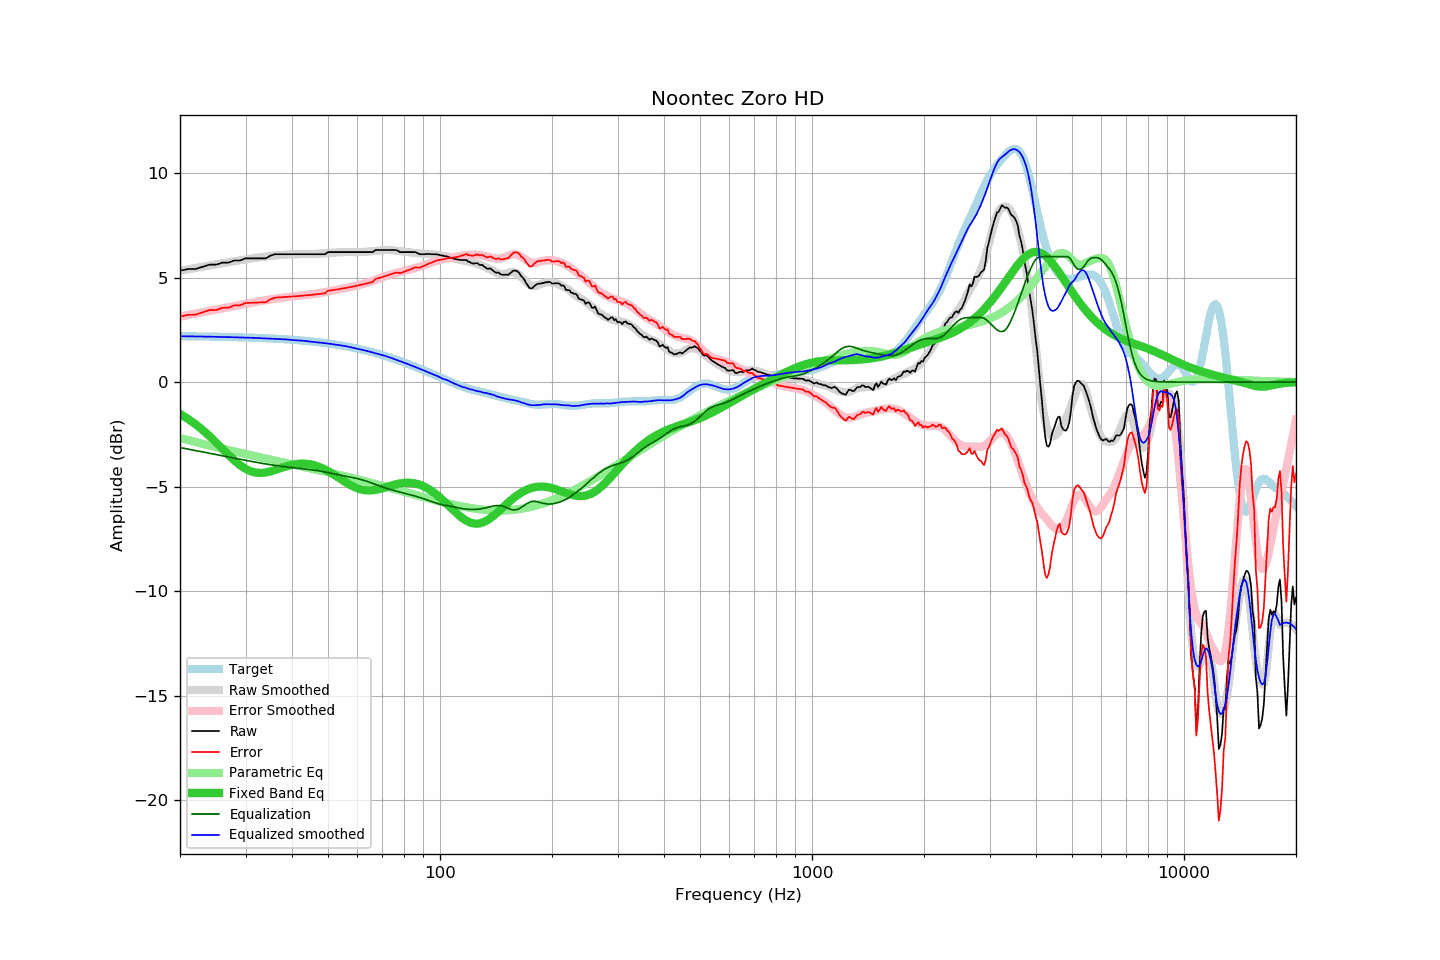 Noontec Zoro HD
10
5
0
−5
−10
−15
−20
Amplitude (dBr)
Target
Raw Smoothed
Error Smoothed
Raw
Error
Parametric Eq
Fixed Band Eq
Equalization
Equalized smoothed
100
1000
10000
Frequency (Hz)